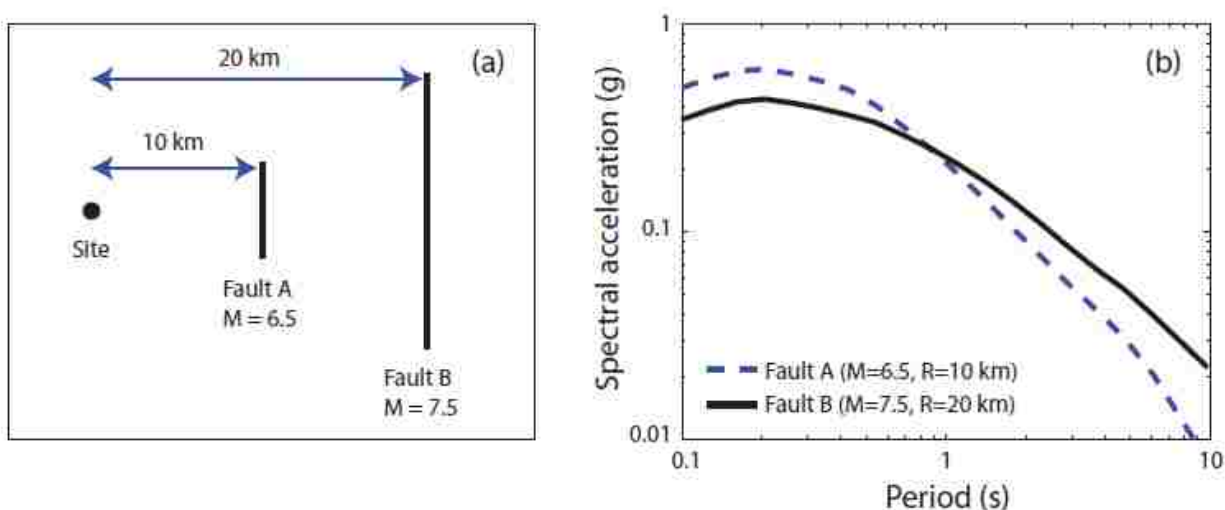 (a)
20 km
10 km
Site
Fault A
M = 6.5
Fault B
M = 7.5
(b)
Spectral acceleration (g)
1
0.1
0.01
Fault A (M=6.5, R=10 km)
Fault B (M=7.5, R=20 km)
0.1
1
10
Period (s)